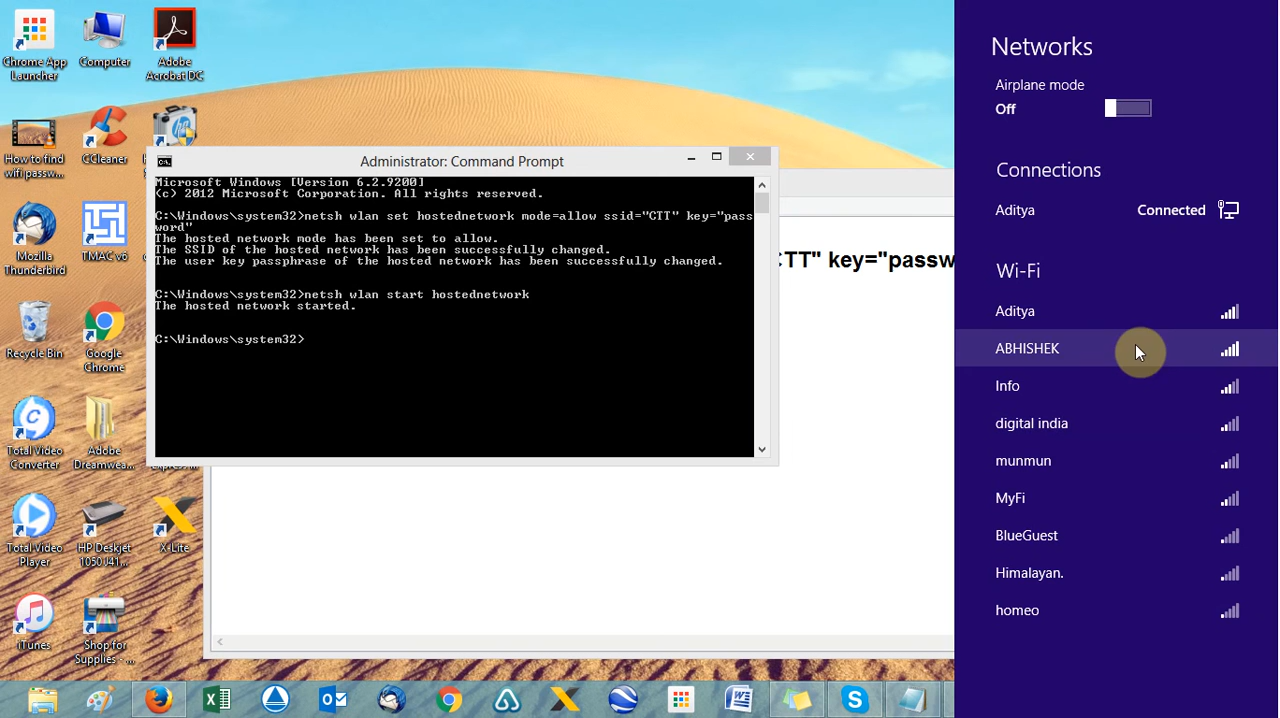 Chrome App
Launcher
Computer
Adobe
Acrobat DC
How to find
wifi passw...
CCleaner
Mozilla
Thunderbird
TMAC v6
Recycle Bin
Google
Chrome
Total Video
Converter
Adobe
Dreamwea...
Total Video
Player
HP Deskjet
1050 J41...
X-Lite
iTunes
Shop for
Supplies - ...
Administrator: Command Prompt
Microsoft Windows [Version 6.2.9200]
(c) 2012 Microsoft Corporation. All rights reserved.
C:\Windows\system32>netsh wlan set hostednetwork mode=allow ssid="CTT" key="pass
word"
The hosted network mode has been set to allow.
The SSID of the hosted network has been successfully changed.
The user key passphrase of the hosted network has been successfully changed.
C:\Windows\system32>netsh wlan start hostednetwork
The hosted network started.
C:\Windows\system32>
TT" key="passw
Networks
Airplane mode
Off
Connections
Aditya Connected
Wi-Fi
Aditya
ABHISHEK
Info
digital india
munmun
MyFi
BlueGuest
Himalayan.
homeo